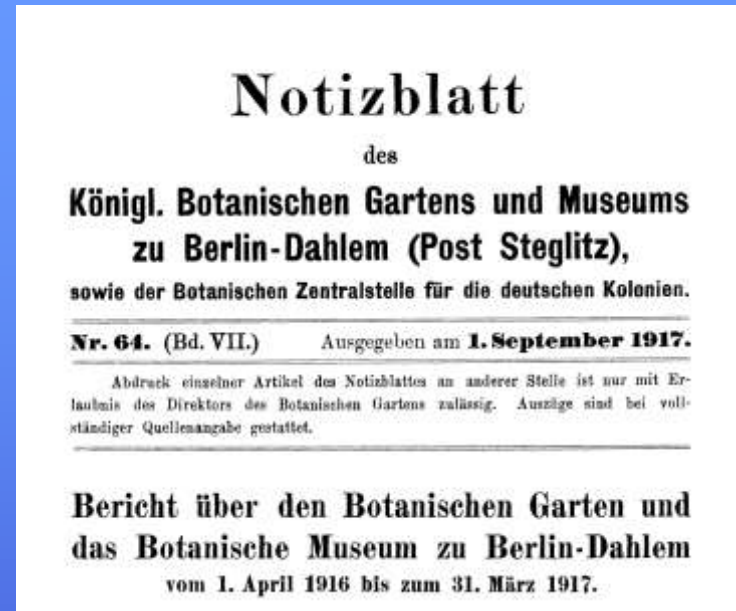 Notizblatt
des
Königl. Botanischen Gartens und Museums
zu Berlin-Dahlem (Post Steglitz),
sowie der Botanischen Zentralstelle für die deutschen Kolonien.
Nr. 64. (Bd. VII.) Ausgegeben am 1. September 1917.
Abdruck einzelner Artikel des Notizblattes an anderer Stelle ist nur mit Er-
laubnis des Direktors des Botanischen Gartens zulässig. Auszüge sind bei voll-
ständiger Quellenangabe gestattet.
Bericht über den Botanischen Garten und
das Botanische Museum zu Berlin-Dahlem
vom 1. April 1916 bis zum 31. März 1917.